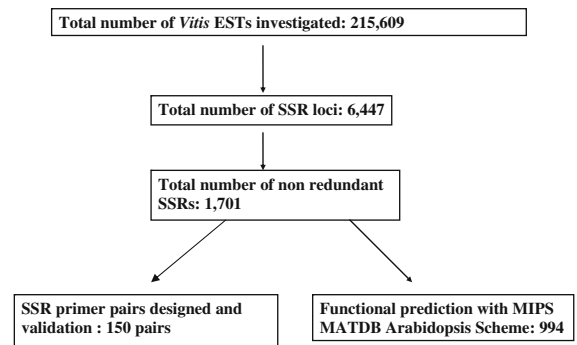 Total number of Vitis ESTs investigated: 215,609
Total number of SSR loci: 6,447
Total number of non redundant
SSRs: 1,701
SSR primer pairs designed and
validation : 150 pairs
Functional prediction with MIPS
MATDB Arabidopsis Scheme: 994